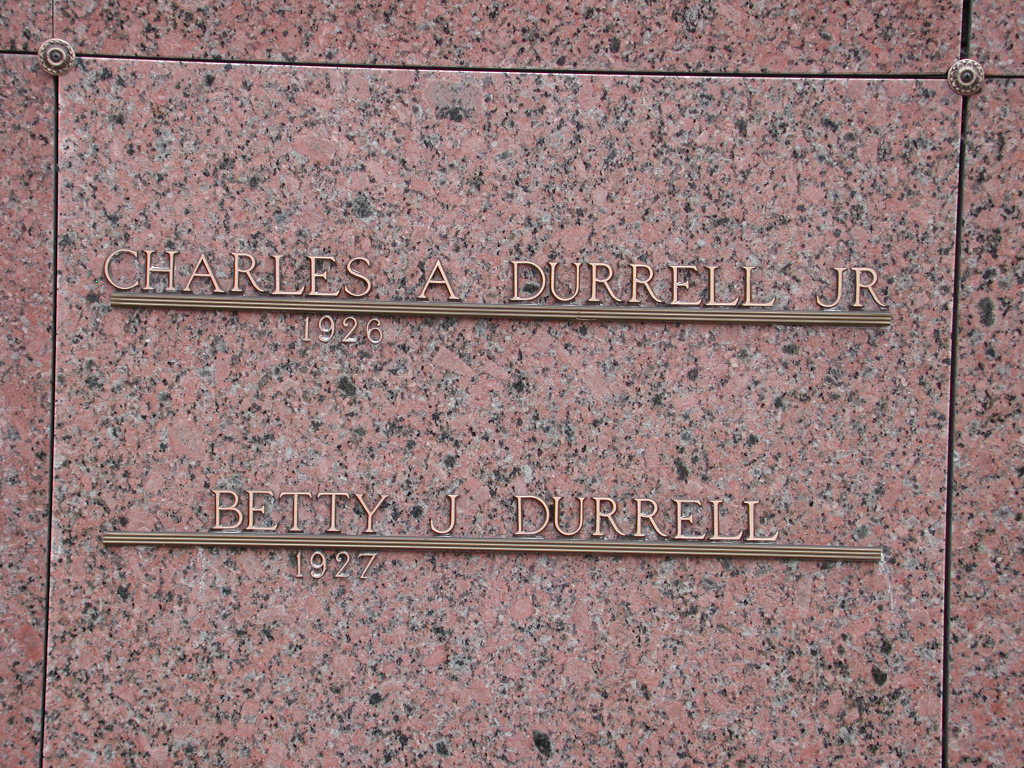 CHARLES A DURRELL JR
1926
BETTY J DURRELL
1927